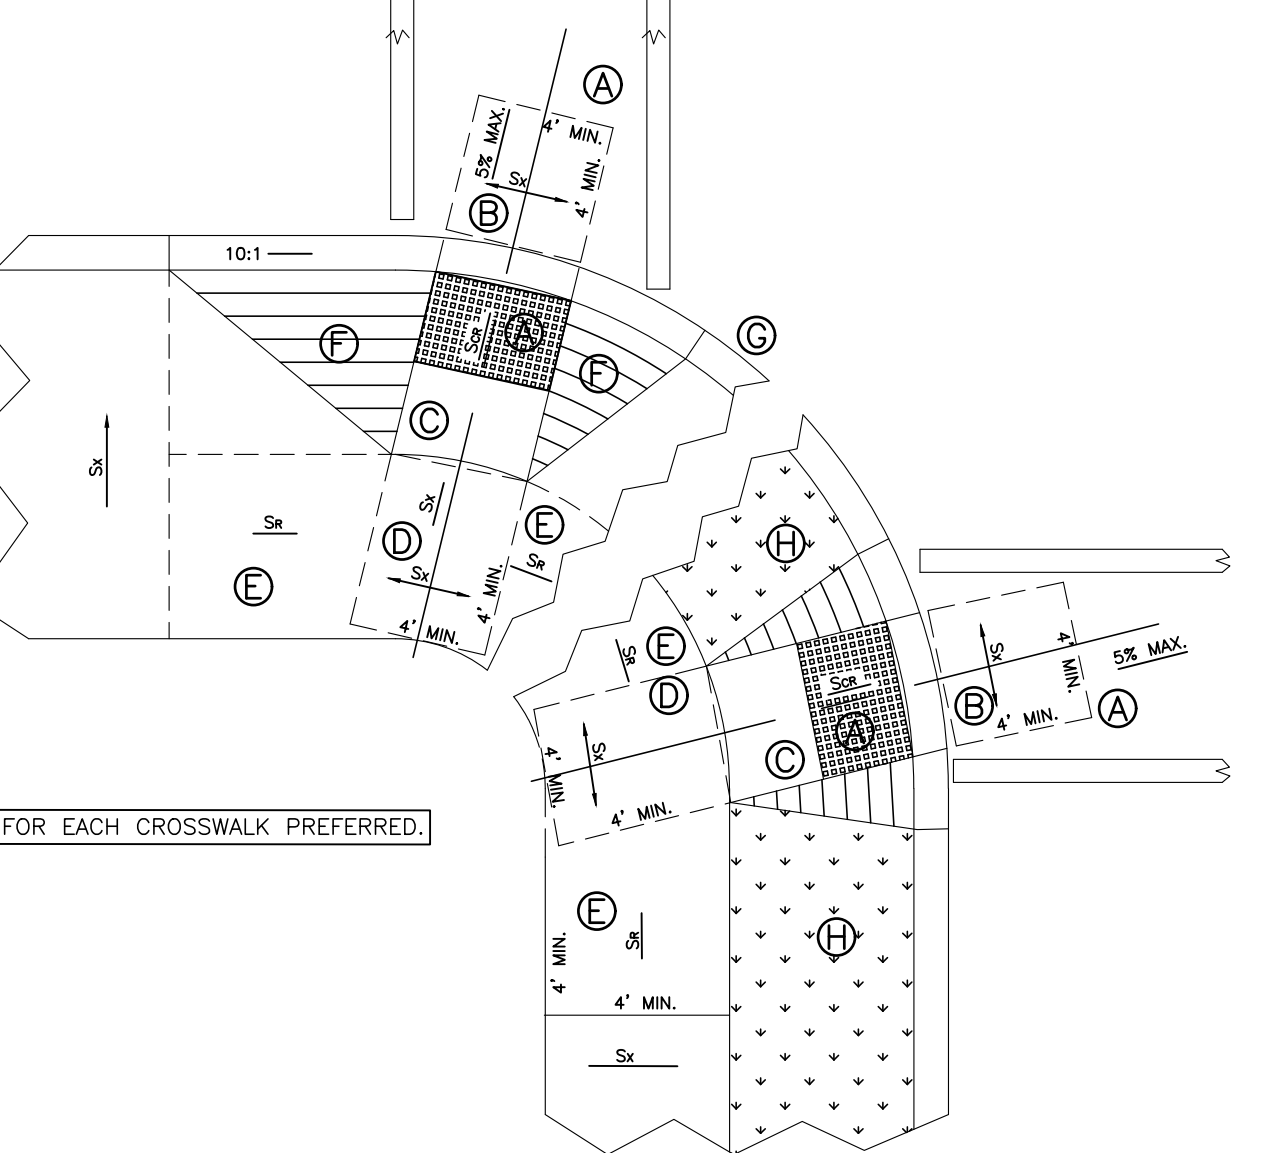 A
5% MAX.
4' MIN.
4' MIN.
Sx
B
10:1
G
F
SCR
A
F
C
Sx
Sx
SR
D
E
SR
E
Sx
4' MIN.
4' MIN.
H
E
SR
D
SCR
A
C
Sx
B
4' MIN.
4' MIN.
5% MAX.
A
Sx
4' MIN.
4' MIN.
FOR EACH CROSSWALK PREFERRED.
E
SR
4' MIN.
4' MIN.
H
Sx